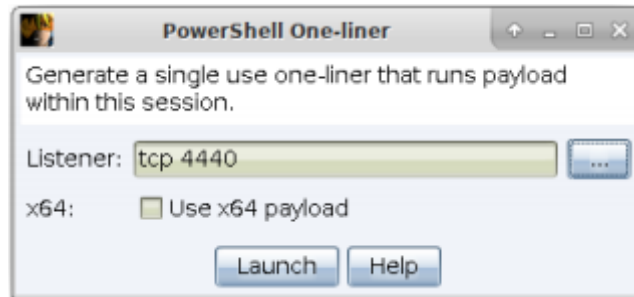 PowerShell One-liner
Generate a single use one-liner that runs payload
within this session.
Listener: tcp 4440 ...
x64: Use x64 payload
Launch Help